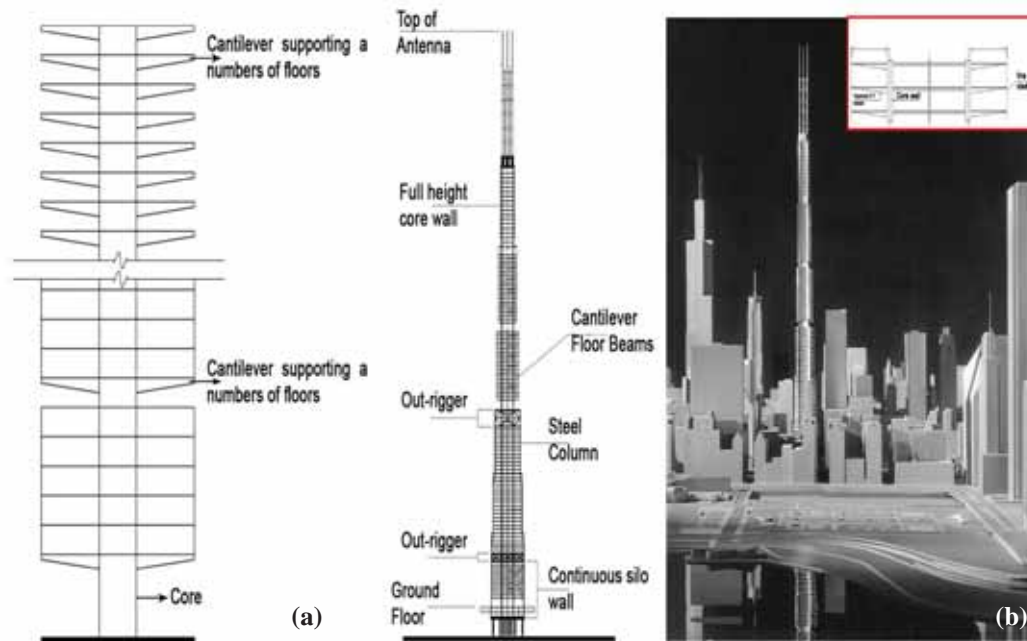 Cantilever supporting a
numbers of floors
Cantilever supporting a
numbers of floors
Core
(a)
Top of
Antenna
Full height
core wall
Cantilever
Floor Beams
Out-rigger
Steel
Column
Out-rigger
Continuous silo
wall
Ground
Floor
Core wall
(b)